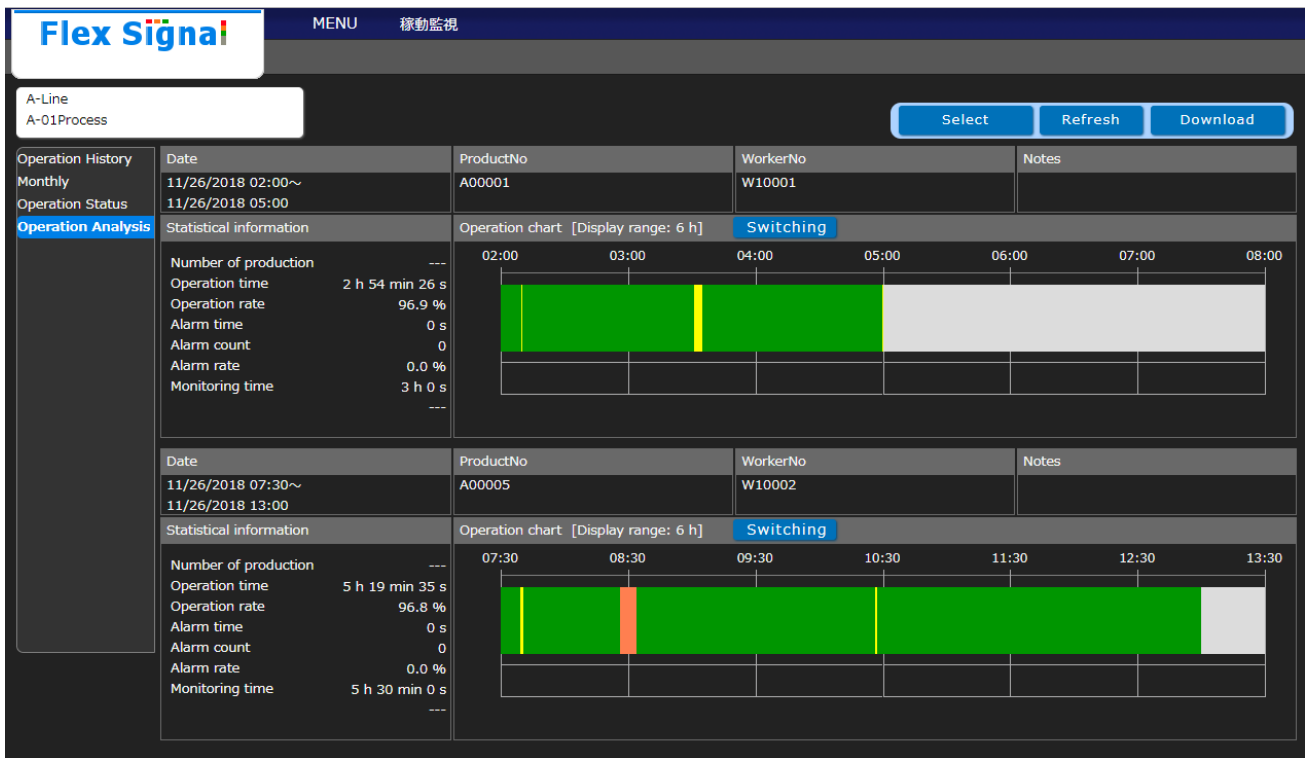 Flex Signal
MENU 稼動監視
A-Line
A-01Process
Select Refresh Download
Operation History
Monthly
Operation Status
Operation Analysis
Date ProductNo WorkerNo Notes
11/26/2018 02:00～ A00001 W10001
11/26/2018 05:00
Statistical information Operation chart [Display range: 6 h] Switching
02:00 03:00 04:00 05:00 06:00 07:00 08:00
Number of production ---
Operation time 2 h 54 min 26 s
Operation rate 96.9 %
Alarm time 0 s
Alarm count 0
Alarm rate 0.0 %
Monitoring time 3 h 0 s
---
Date ProductNo WorkerNo Notes
11/26/2018 07:30～ A00005 W10002
11/26/2018 13:00
Statistical information Operation chart [Display range: 6 h] Switching
07:30 08:30 09:30 10:30 11:30 12:30 13:30
Number of production ---
Operation time 5 h 19 min 35 s
Operation rate 96.8 %
Alarm time 0 s
Alarm count 0
Alarm rate 0.0 %
Monitoring time 5 h 30 min 0 s
---